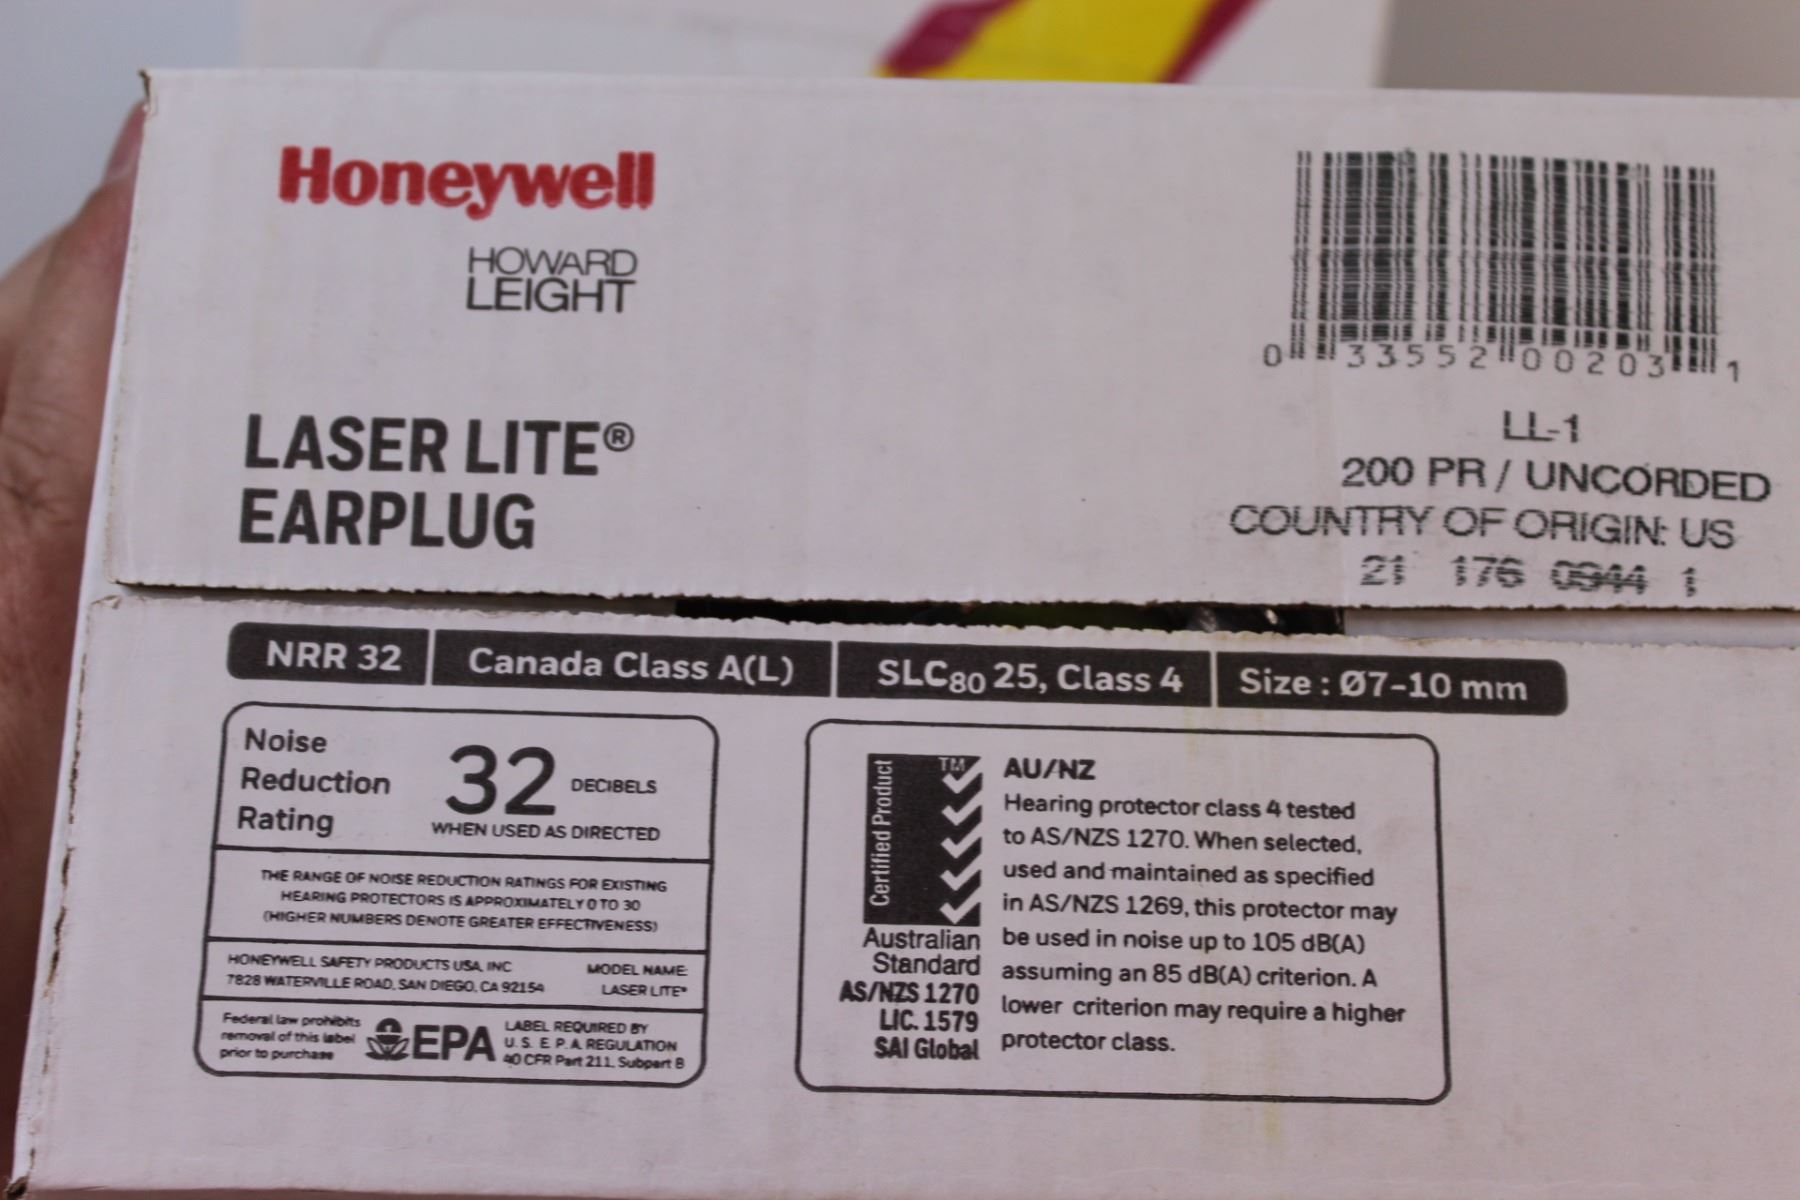 Honeywell
HOWARD
LEIGHT
LASER LITE®
EARPLUG
0 33552 00203 1
LL-1
200 PR / UNCORDED
COUNTRY OF ORIGIN: US
21 176 0944 1
NRR 32 Canada Class A(L) SLC80 25, Class 4 Size : Ø7-10 mm
Noise
Reduction
Rating
32 DECIBELS
WHEN USED AS DIRECTED
THE RANGE OF NOISE REDUCTION RATINGS FOR EXISTING
HEARING PROTECTORS IS APPROXIMATELY 0 TO 30
(HIGHER NUMBERS DENOTE GREATER EFFECTIVENESS)
HONEYWELL SAFETY PRODUCTS USA, INC
7828 WATERVILLE ROAD, SAN DIEGO, CA 92154
MODEL NAME:
LASER LITE®
Federal law prohibits
removal of this label
prior to purchase
EPA
LABEL REQUIRED BY
U. S. E. P. A. REGULATION
40 CFR Part 211, Subpart B
Certified Product
TM
Australian
Standard
AS/NZS 1270
LIC. 1579
SAI Global
AU/NZ
Hearing protector class 4 tested
to AS/NZS 1270. When selected,
used and maintained as specified
in AS/NZS 1269, this protector may
be used in noise up to 105 dB(A)
assuming an 85 dB(A) criterion. A
lower criterion may require a higher
protector class.